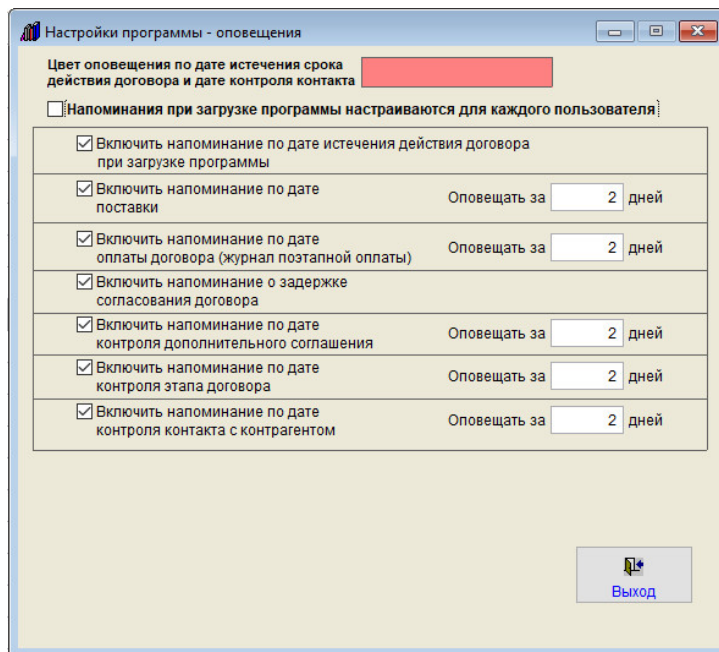 Настройки программы - оповещения
Цвет оповещения по дате истечения срока
действия договора и дате контроля контакта
Напоминания при загрузке программы настраиваются для каждого пользователя
Включить напоминание по дате истечения действия договора
при загрузке программы
Включить напоминание по дате
поставки
Оповещать за 2 дней
Включить напоминание по дате
оплаты договора (журнал поэтапной оплаты)
Оповещать за 2 дней
Включить напоминание о задержке
согласования договора
Включить напоминание по дате
контроля дополнительного соглашения
Оповещать за 2 дней
Включить напоминание по дате
контроля этапа договора
Оповещать за 2 дней
Включить напоминание по дате
контроля контакта с контрагентом
Оповещать за 2 дней
Выход